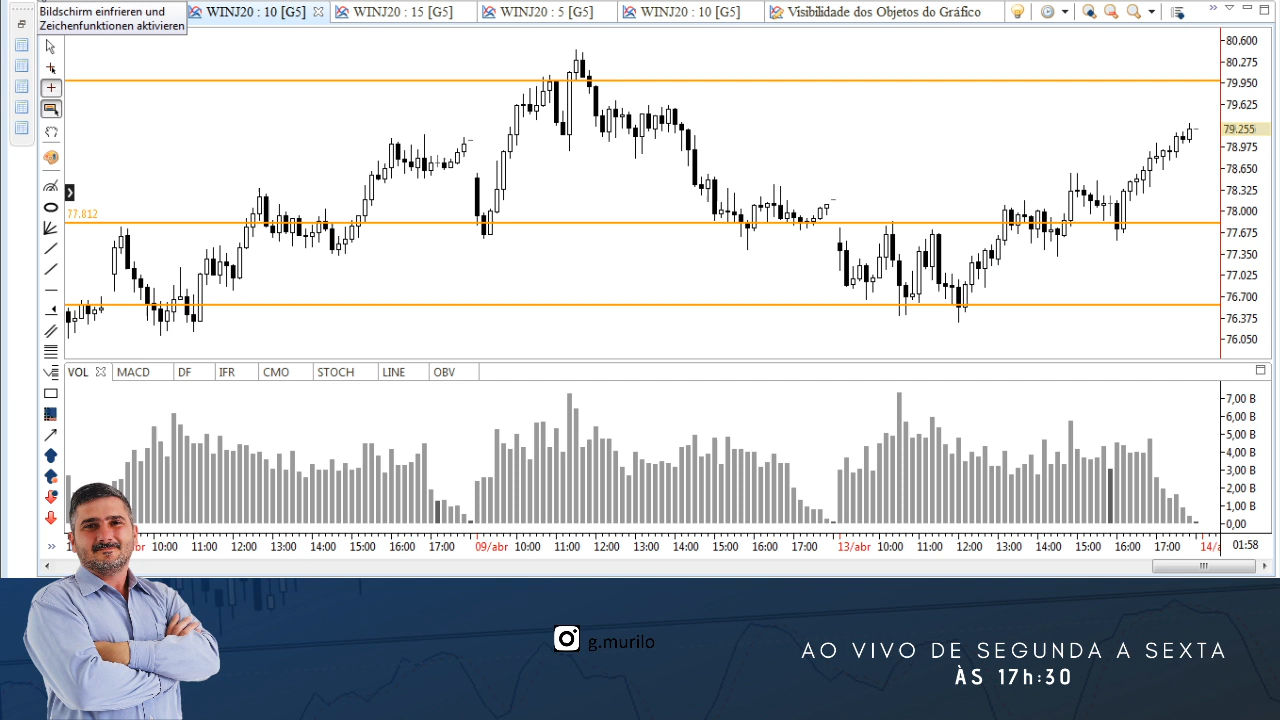 Bildschirm einfrieren und
Zeichenfunktionen aktivieren
WINJ20 : 10 [G5]
WINJ20 : 15 [G5]
WINJ20 : 5 [G5]
WINJ20 : 10 [G5]
Visibilidade dos Objetos do Gráfico
80.600
80.275
79.950
79.625
79.255
78.975
78.650
78.325
78.000
77.675
77.350
77.025
76.700
76.375
76.050
77.812
VOL
MACD
DF
IFR
CMO
STOCH
LINE
OBV
7,00 B
6,00 B
5,00 B
4,00 B
3,00 B
2,00 B
1,00 B
0,00
10:00 11:00 12:00 13:00 14:00 15:00 16:00 17:00 09/abr 10:00 11:00 12:00 13:00 14:00 15:00 16:00 17:00 13/abr 10:00 11:00 12:00 13:00 14:00 15:00 16:00 17:00 14/a
01:58
g.murilo
AO VIVO DE SEGUNDA A SEXTA
ÀS 17h:30